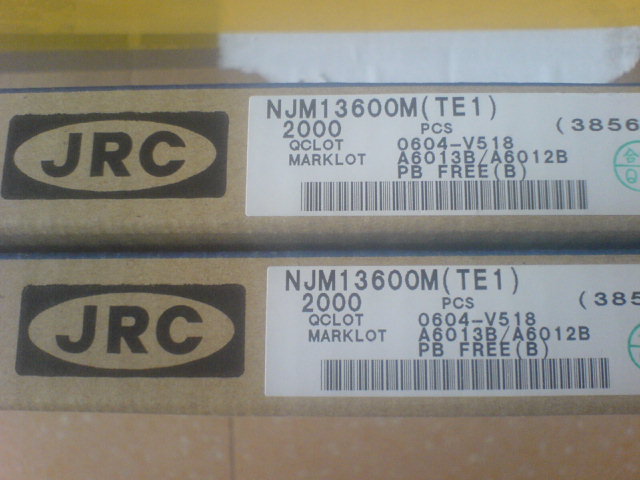 JRC
NJM13600M(TE1)
2000 PCS (3856
QCLOT 0604-V518
MARKLOT A6013B/A6012B
PB FREE(B)
合
Q
JRC
NJM13600M(TE1)
2000 PCS (385
QCLOT 0604-V518
MARKLOT A6013B/A6012B
PB FREE(B)